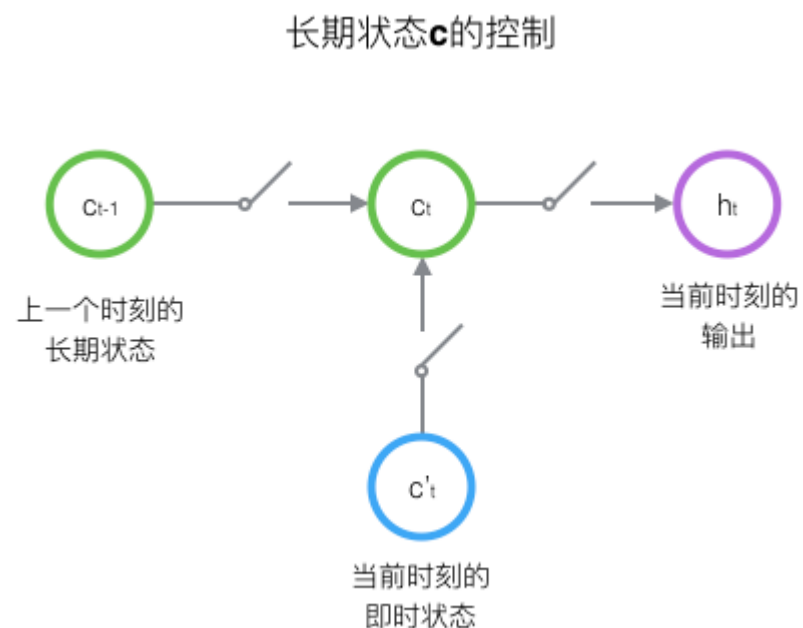 长期状态c的控制
ct-1
ct
ht
上一个时刻的
长期状态
当前时刻的
输出
c't
当前时刻的
即时状态